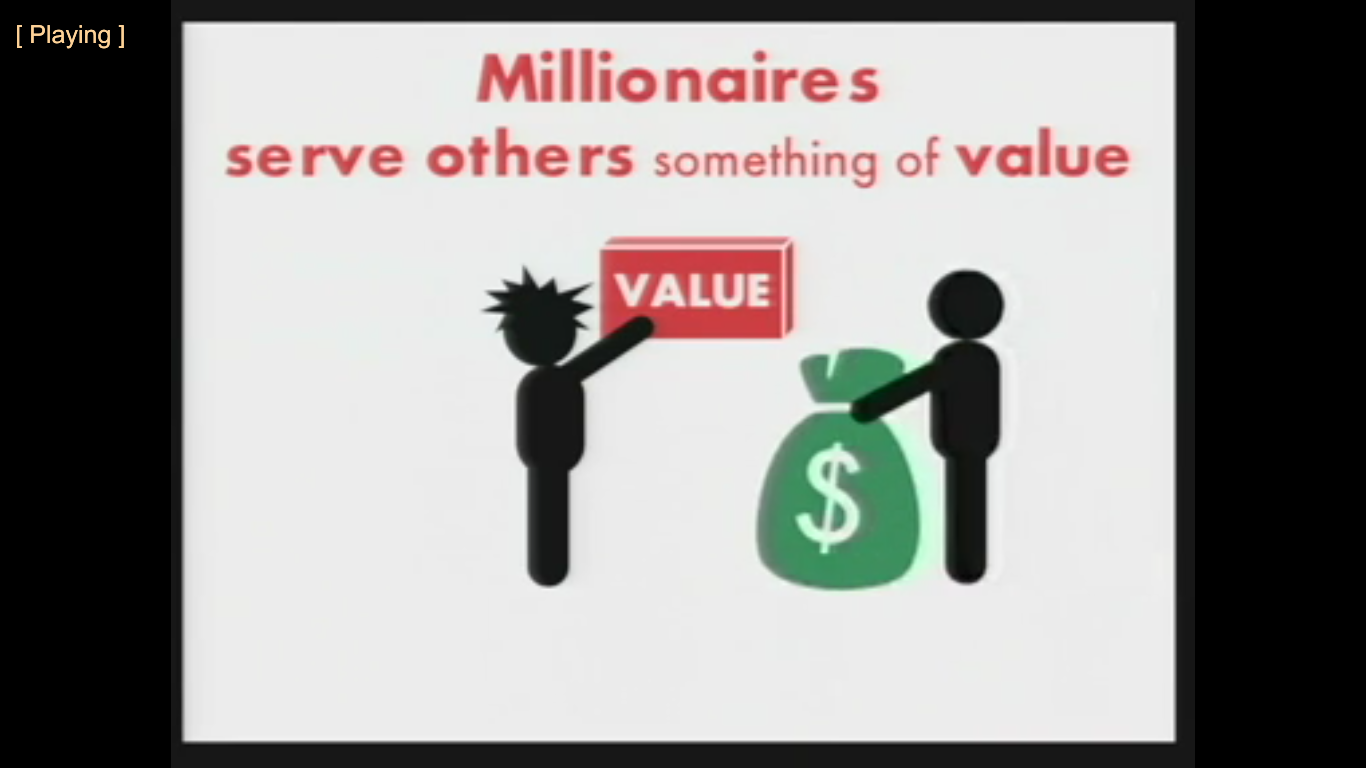 [ Playing ]
Millionaires
serve others something of value
VALUE
$